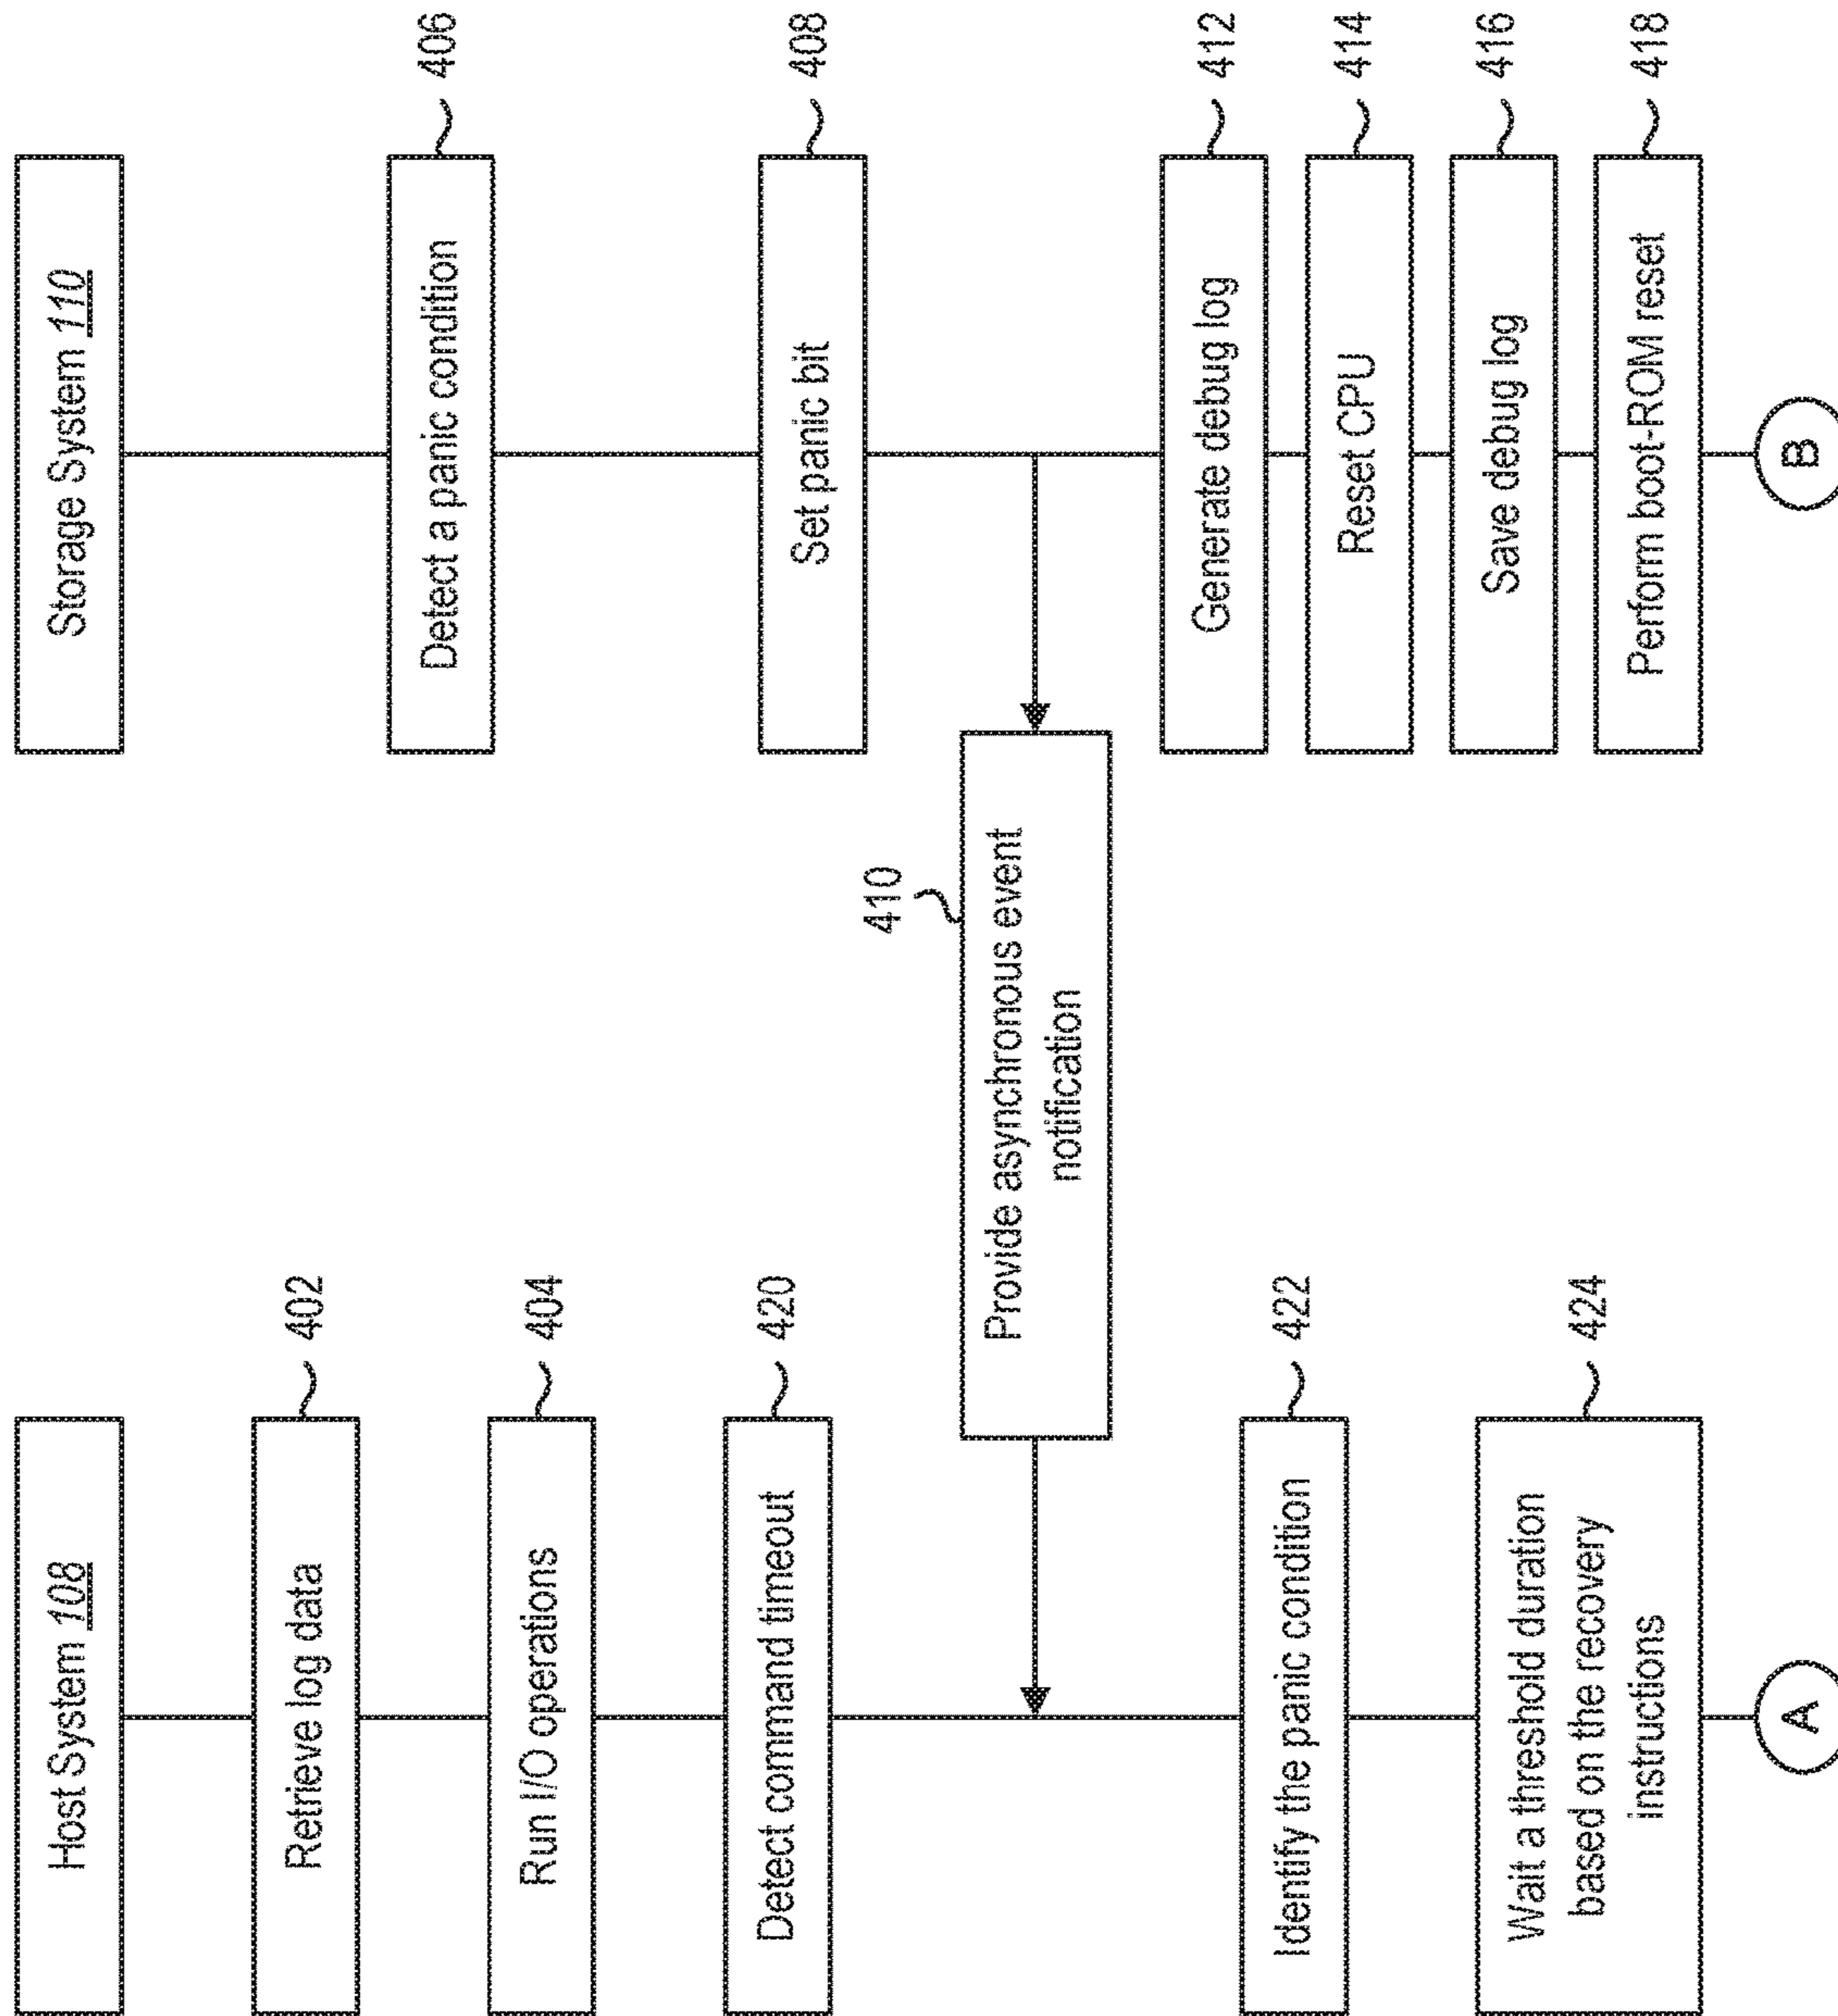 Host System 108
Retrieve log data
402
Run I/O operations
404
Detect command timeout
420
Identify the panic condition
422
Wait a threshold duration
based on the recovery
instructions
424
A
Provide asynchronous event
notification
410
Storage System 110
Detect a panic condition
406
Set panic bit
408
Generate debug log
412
Reset CPU
414
Save debug log
416
Perform boot-ROM reset
418
B